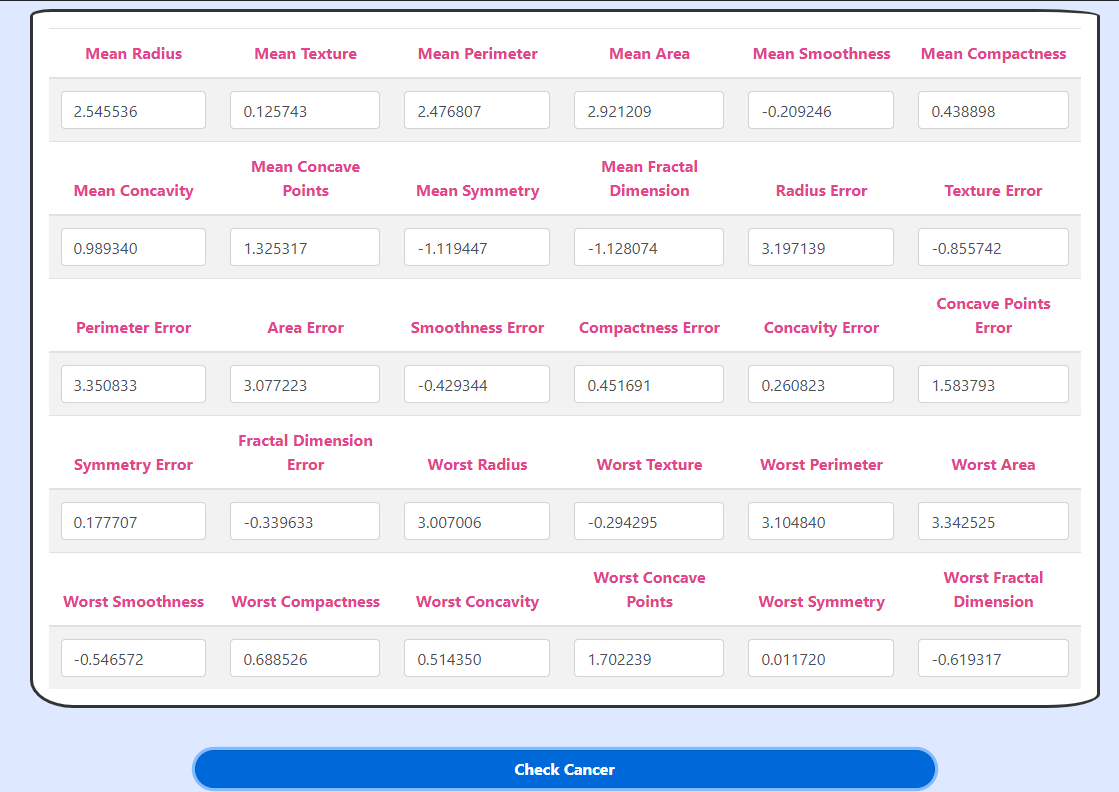 Mean Radius Mean Texture Mean Perimeter Mean Area Mean Smoothness Mean Compactness
2.545536 0.125743 2.476807 2.921209 -0.209246 0.438898
Mean Concavity Mean Concave Points Mean Symmetry Mean Fractal Dimension Radius Error Texture Error
0.989340 1.325317 -1.119447 -1.128074 3.197139 -0.855742
Perimeter Error Area Error Smoothness Error Compactness Error Concavity Error Concave Points Error
3.350833 3.077223 -0.429344 0.451691 0.260823 1.583793
Symmetry Error Fractal Dimension Error Worst Radius Worst Texture Worst Perimeter Worst Area
0.177707 -0.339633 3.007006 -0.294295 3.104840 3.342525
Worst Smoothness Worst Compactness Worst Concavity Worst Concave Points Worst Symmetry Worst Fractal Dimension
-0.546572 0.688526 0.514350 1.702239 0.011720 -0.619317
Check Cancer